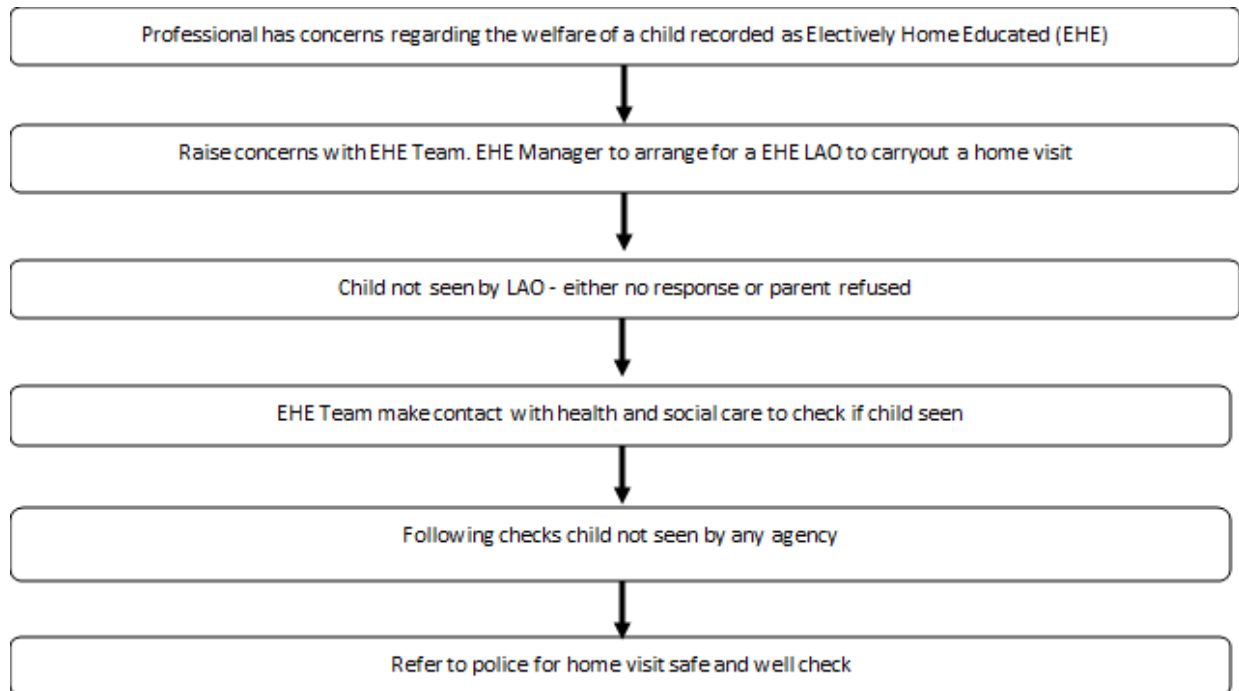 Professional has concerns regarding the welfare of a child recorded as Electively Home Educated (EHE)
Raise concerns with EHE Team. EHE Manager to arrange for a EHE LAO to carryout a home visit
Child not seen by LAO - either no response or parent refused
EHE Team make contact with health and social care to check if child seen
Following checks child not seen by any agency
Refer to police for home visit safe and well check